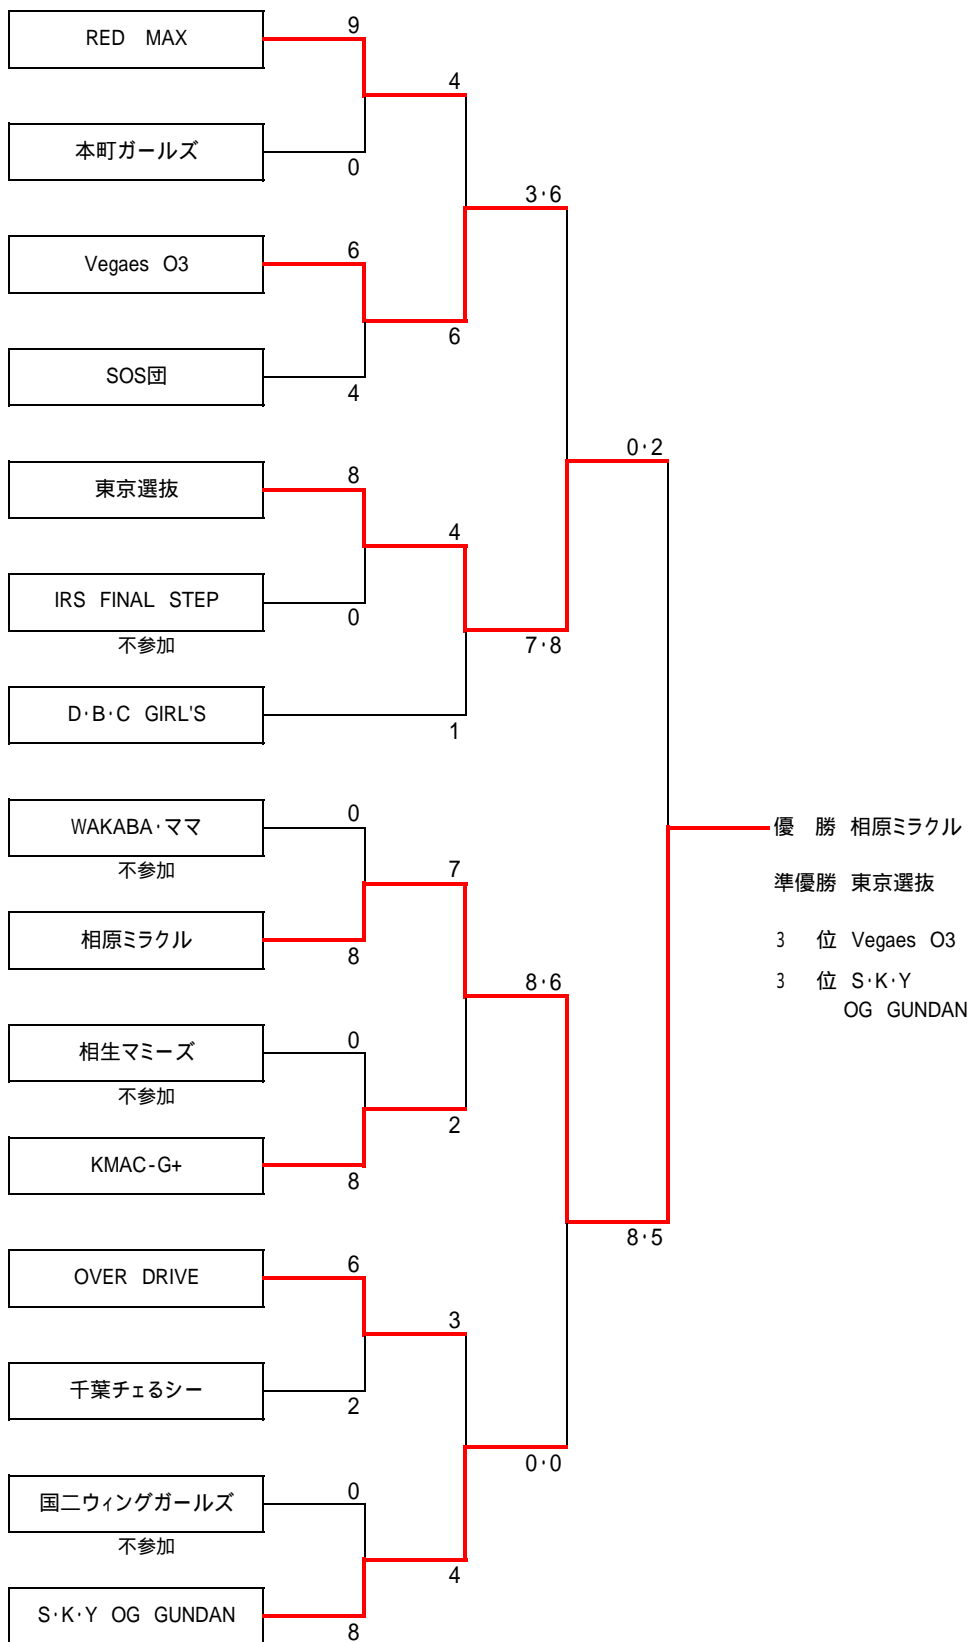 RED MAX
9
4
本町ガールズ
0
3·6
Vegaes O3
6
6
SOS団
4
0·2
東京選抜
8
4
IRS FINAL STEP
0
不参加
7·8
D·B·C GIRL'S
1
WAKABA·ママ
0
不参加
7
優 勝 相原ミラクル
準優勝 東京選抜
3 位 Vegaes O3
3 位 S·K·Y
OG GUNDAN
相原ミラクル
8
8·6
相生マミーズ
0
不参加
2
KMAC-G+
8
8·5
OVER DRIVE
6
3
千葉チェるシー
2
0·0
国二ウィングガールズ
0
不参加
4
S·K·Y OG GUNDAN
8